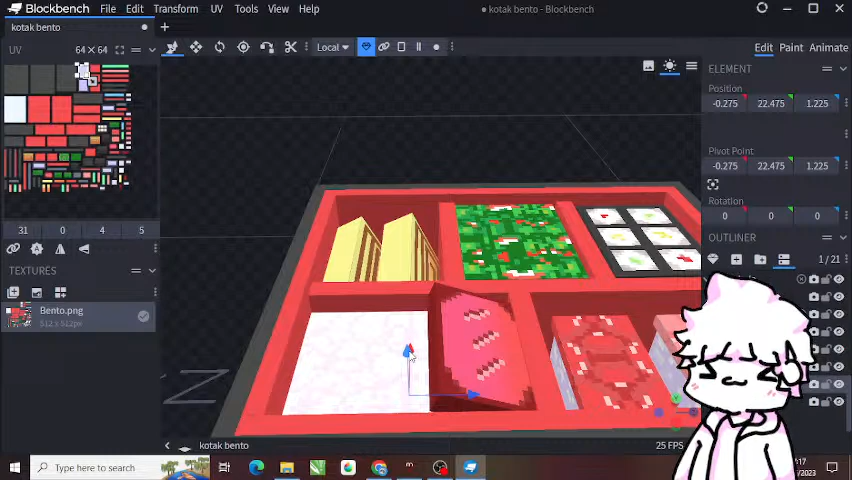 Blockbench File Edit Transform UV Tools View Help
kotak bento - Blockbench
kotak bento
UV 64 × 64
Local
Edit Paint Animate
ELEMENT
Position
-0.275 22.475 1.225
Pivot Point
-0.275 22.475 1.225
Rotation
0 0 0
OUTLINER
1 / 21
31 0 4 5
TEXTURES
Bento.png
512 x 512px
Z
kotak bento
25 FPS
Type here to search